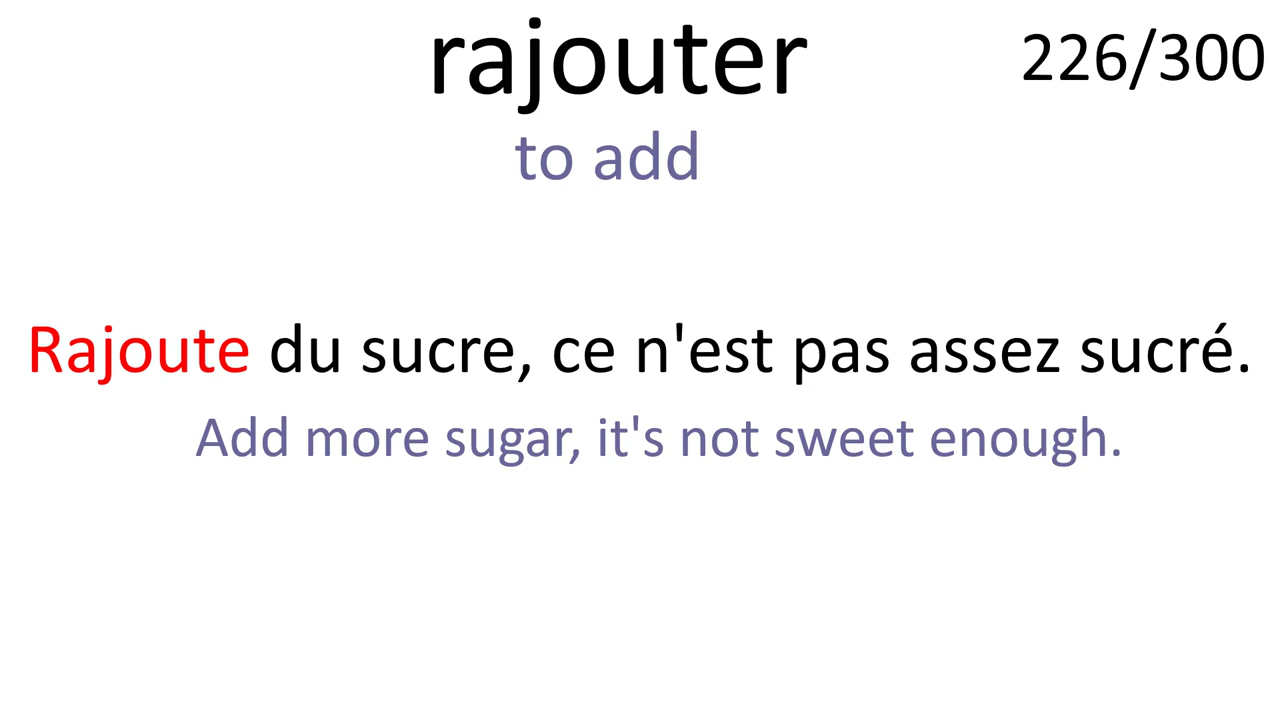 rajouter
226/300
to add
Rajoute du sucre, ce n'est pas assez sucré.
Add more sugar, it's not sweet enough.